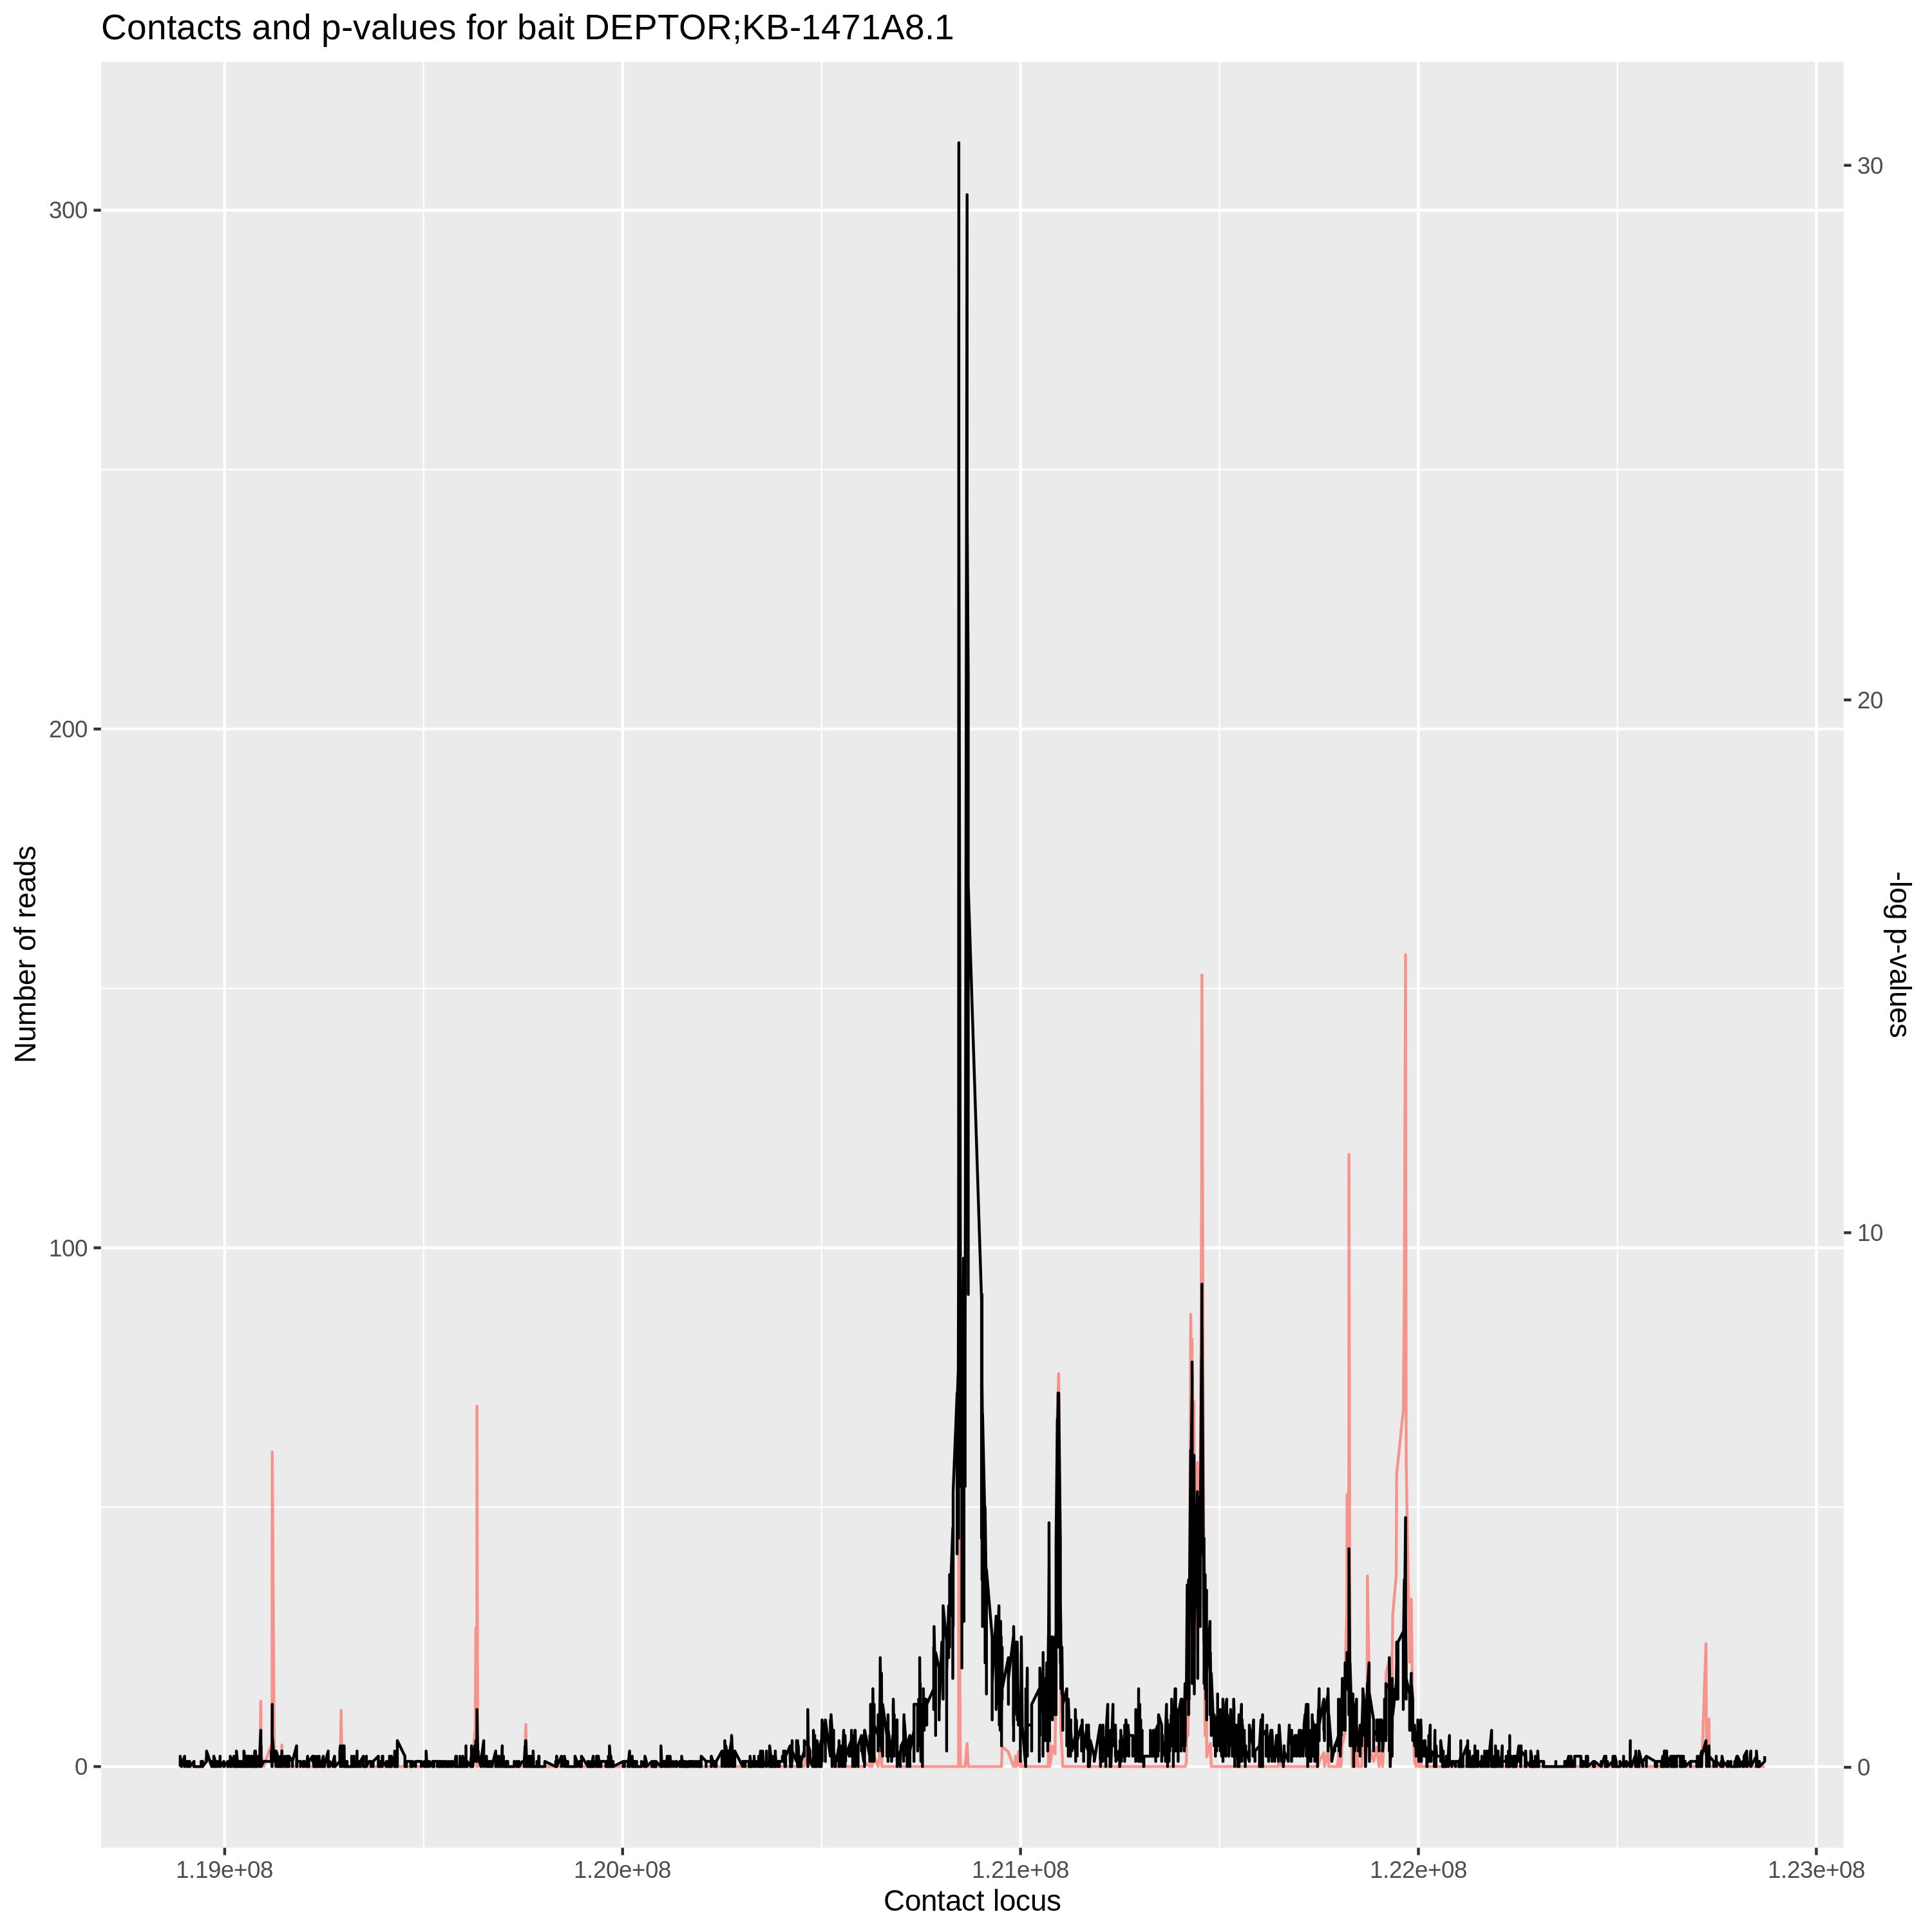 Contacts and p-values for bait DEPTOR;KB-1471A8.1
300
200
100
0
30
20
10
0
Number of reads
-log p-values
1.19e+08
1.20e+08
1.21e+08
1.22e+08
1.23e+08
Contact locus